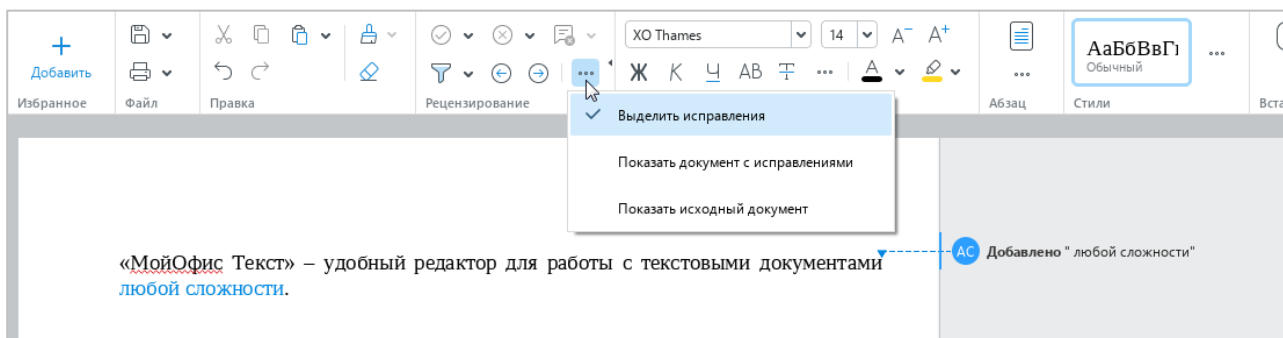 XO Thames 14 A⁻ A⁺
Добавить Ж К Ч АВ Т А АаБбВвГг
Обычный
Избранное Файл Правка Рецензирование Абзац Стили Вста
Выделить исправления
Показать документ с исправлениями
Показать исходный документ
АС Добавлено " любой сложности"
«МойОфис Текст» – удобный редактор для работы с текстовыми документами
любой сложности.